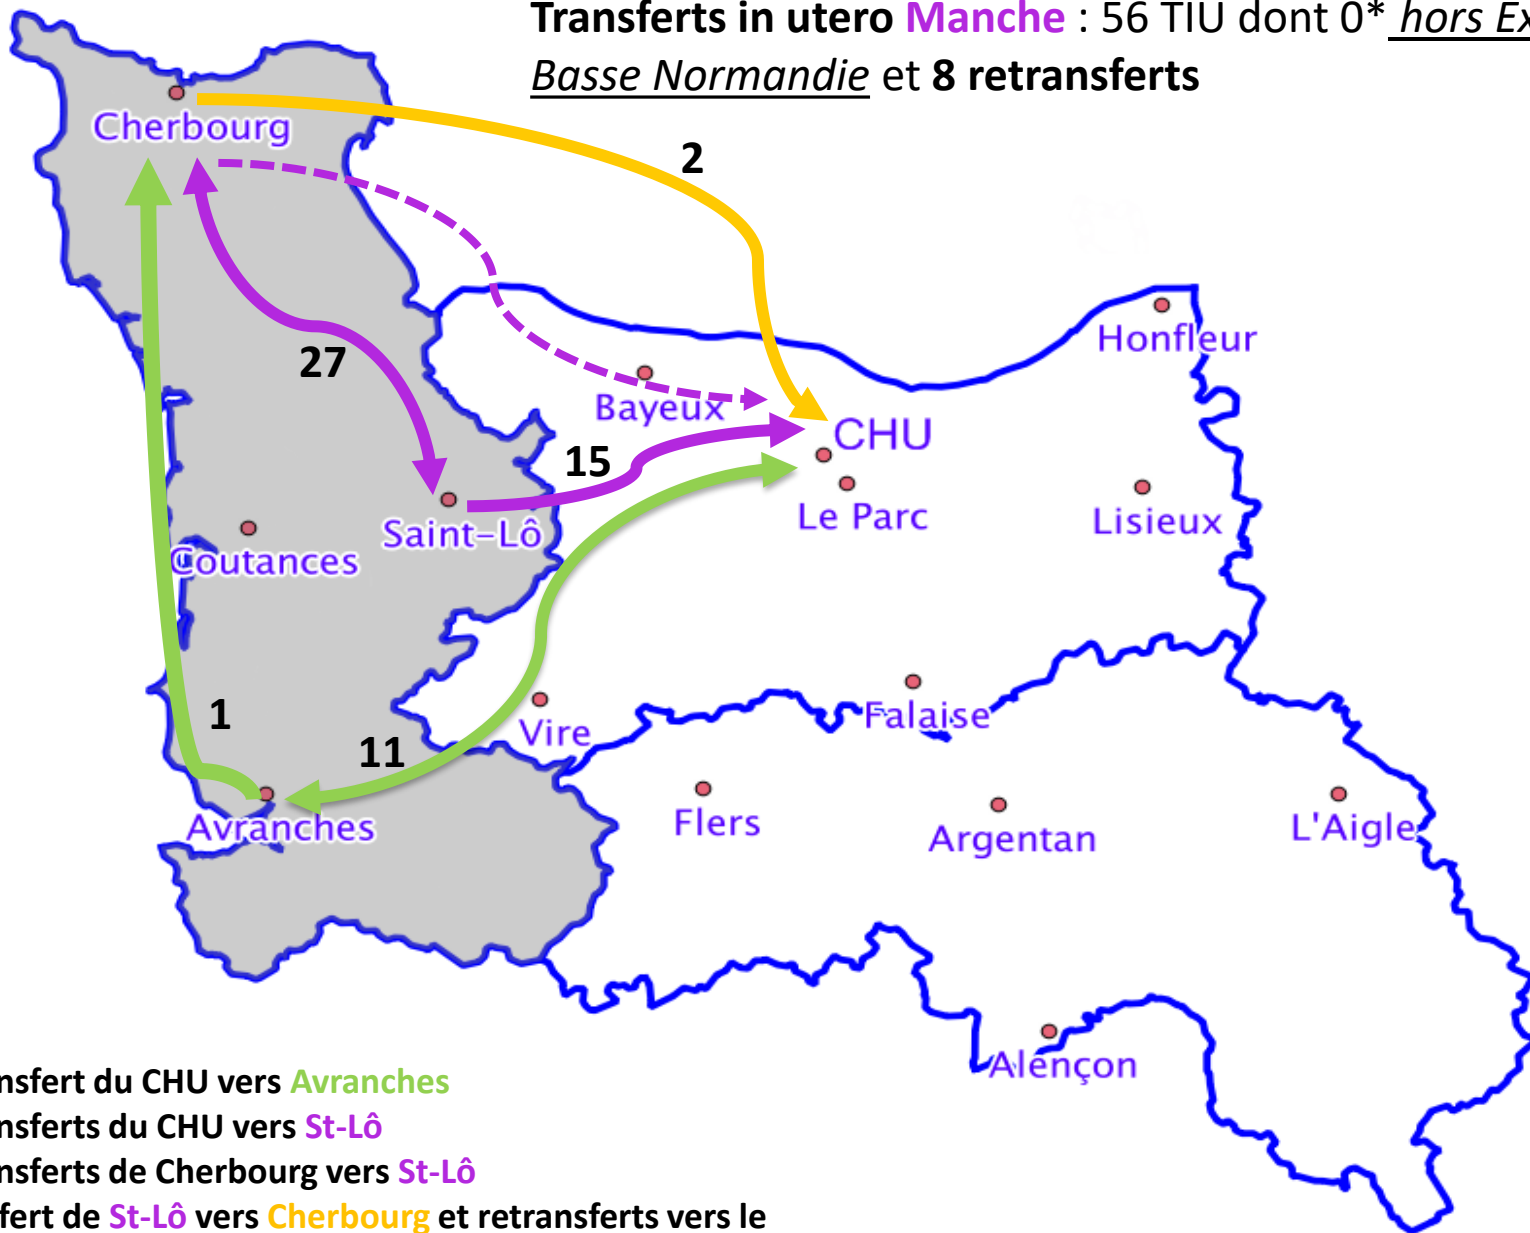 Transferts in utero Manche : 56 TIU dont 0* hors Ex
Basse Normandie et 8 retransferts
Cherbourg
2
27
Honfleur
Bayeux
CHU
15
Le Parc
Lisieux
Saint-Lô
Coutances
1
11
Vire
Falaise
Flers
Argentan
L'Aigle
Avranches
Alençon
nsfert du CHU vers Avranches
nsferts du CHU vers St-Lô
nsferts de Cherbourg vers St-Lô
fert de St-Lô vers Cherbourg et retransferts vers le